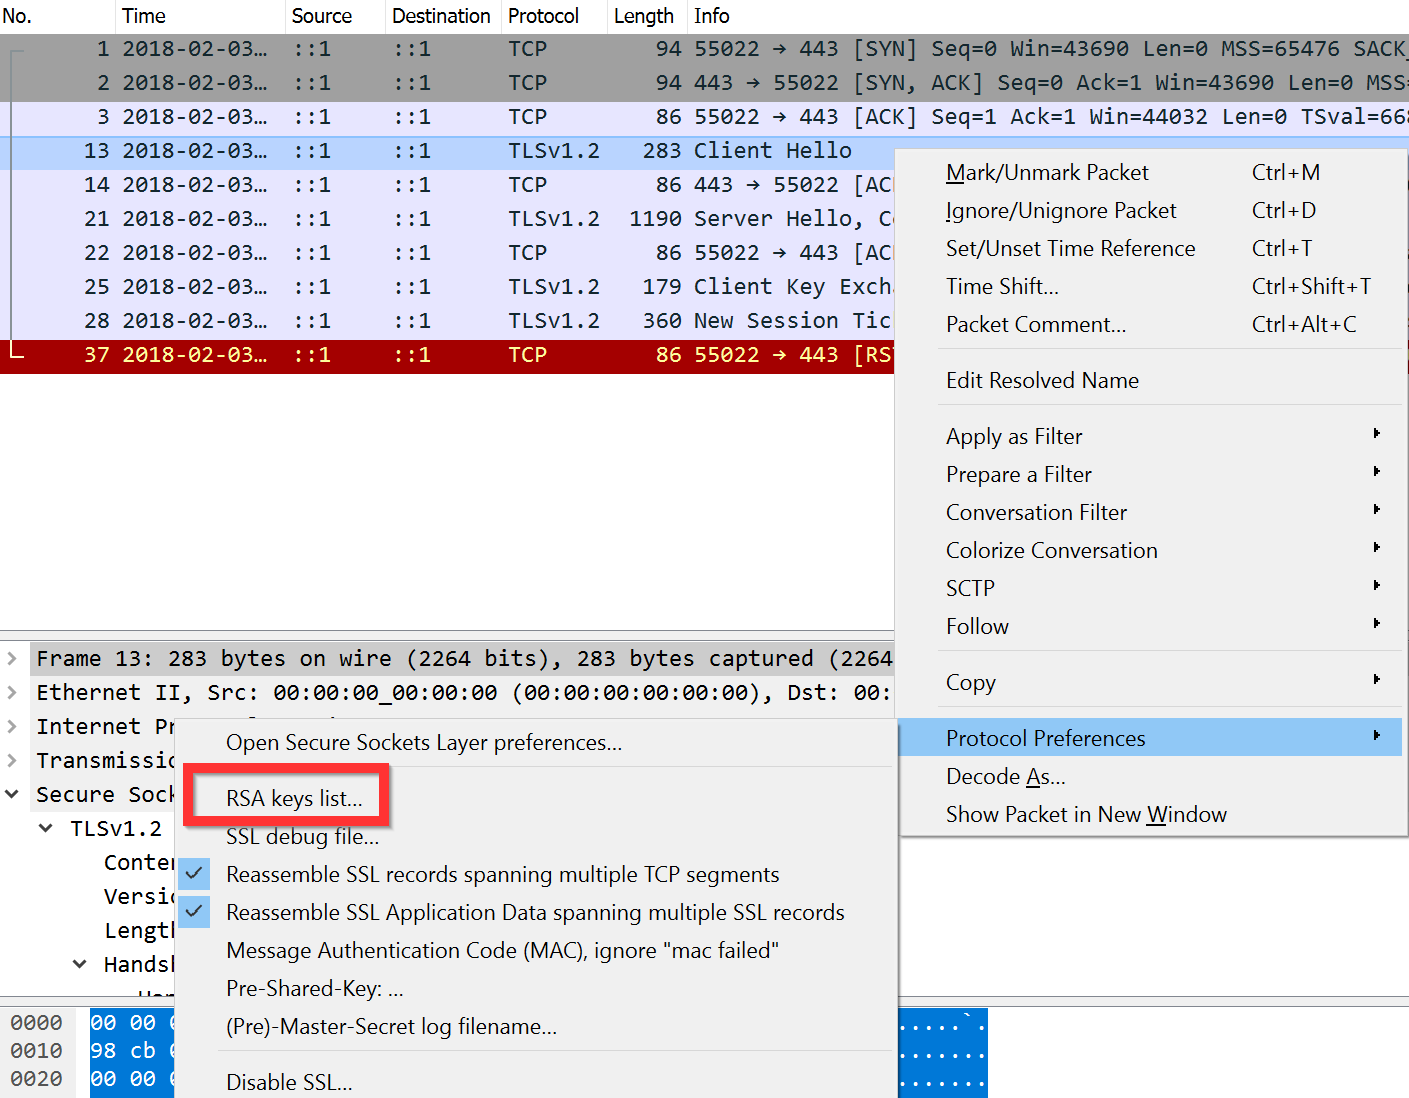 No. Time Source Destination Protocol Length Info
1 2018-02-03... ::1 ::1 TCP 94 55022 → 443 [SYN] Seq=0 Win=43690 Len=0 MSS=65476 SACK_
2 2018-02-03... ::1 ::1 TCP 94 443 → 55022 [SYN, ACK] Seq=0 Ack=1 Win=43690 Len=0 MSS=
3 2018-02-03... ::1 ::1 TCP 86 55022 → 443 [ACK] Seq=1 Ack=1 Win=44032 Len=0 TSval=668
13 2018-02-03... ::1 ::1 TLSv1.2 283 Client Hello
14 2018-02-03... ::1 ::1 TCP 86 443 → 55022 [AC
21 2018-02-03... ::1 ::1 TLSv1.2 1190 Server Hello, C
22 2018-02-03... ::1 ::1 TCP 86 55022 → 443 [AC
25 2018-02-03... ::1 ::1 TLSv1.2 179 Client Key Exch
28 2018-02-03... ::1 ::1 TLSv1.2 360 New Session Tic
37 2018-02-03... ::1 ::1 TCP 86 55022 → 443 [RS
Mark/Unmark Packet Ctrl+M
Ignore/Unignore Packet Ctrl+D
Set/Unset Time Reference Ctrl+T
Time Shift... Ctrl+Shift+T
Packet Comment... Ctrl+Alt+C
Edit Resolved Name
Apply as Filter
Prepare a Filter
Conversation Filter
Colorize Conversation
SCTP
Follow
Copy
Protocol Preferences
Decode As...
Show Packet in New Window
Frame 13: 283 bytes on wire (2264 bits), 283 bytes captured (2264
Ethernet II, Src: 00:00:00_00:00:00 (00:00:00:00:00:00), Dst: 00:
Internet Pr
Transmissic
Secure Sock
TLSv1.2
Conter
Versic
Length
Handsh
Open Secure Sockets Layer preferences...
RSA keys list...
SSL debug file...
Reassemble SSL records spanning multiple TCP segments
Reassemble SSL Application Data spanning multiple SSL records
Message Authentication Code (MAC), ignore "mac failed"
Pre-Shared-Key: ...
(Pre)-Master-Secret log filename...
Disable SSL...
0000 00 00 0 .....`.
0010 98 cb 0 .......
0020 00 00 0 .......